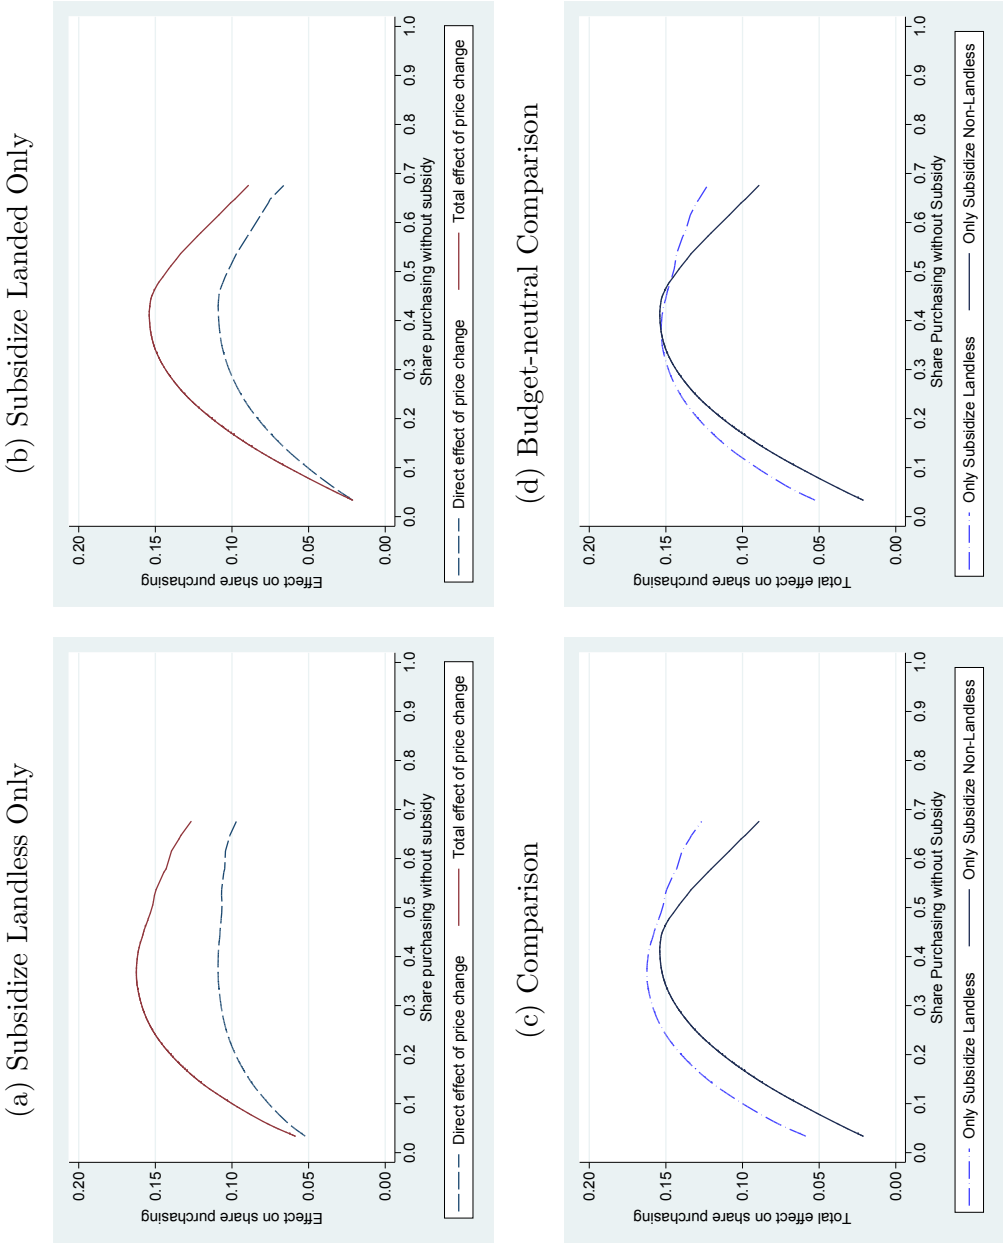 (a) Subsidize Landless Only
Effect on share purchasing
0.20
0.15
0.10
0.05
0.00
0.0 0.1 0.2 0.3 0.4 0.5 0.6 0.7 0.8 0.9 1.0
Share purchasing without subsidy
Direct effect of price change Total effect of price change
(b) Subsidize Landed Only
Effect on share purchasing
0.20
0.15
0.10
0.05
0.00
0.0 0.1 0.2 0.3 0.4 0.5 0.6 0.7 0.8 0.9 1.0
Share purchasing without subsidy
Direct effect of price change Total effect of price change
(c) Comparison
Total effect on share purchasing
0.20
0.15
0.10
0.05
0.00
0.0 0.1 0.2 0.3 0.4 0.5 0.6 0.7 0.8 0.9 1.0
Share Purchasing without Subsidy
Only Subsidize Landless Only Subsidize Non-Landless
(d) Budget-neutral Comparison
Total effect on share purchasing
0.20
0.15
0.10
0.05
0.00
0.0 0.1 0.2 0.3 0.4 0.5 0.6 0.7 0.8 0.9 1.0
Share Purchasing without Subsidy
Only Subsidize Landless Only Subsidize Non-Landless